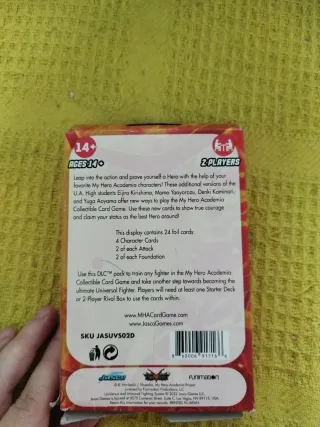 14+
AGES 14+
2 PLAYERS
Leap into the action and prove yourself a Hero with the help of your
favorite My Hero Academia characters! These additional versions of the
U.A. High students Eijiro Kirishima, Momo Yaoyorozu, Denki Kaminari,
and Yuga Aoyama offer new ways to play the My Hero Academia
Collectible Card Game. Use these new cards to show true courage
and claim your status as the best Hero around!
This display contains 24 foil cards:
4 Character Cards
2 of each Attack
2 of each Foundation
Use this DLC™ pack to train any fighter in the My Hero Academia
Collectible Card Game and take another step towards becoming the
ultimate Universal Fighter. Players will need at least one Starter Deck
or 2-Player Rival Box to use the cards within.
www.MHACardGame.com
www.JascoGames.com
SKU JASUVS02D
FUNIMATION